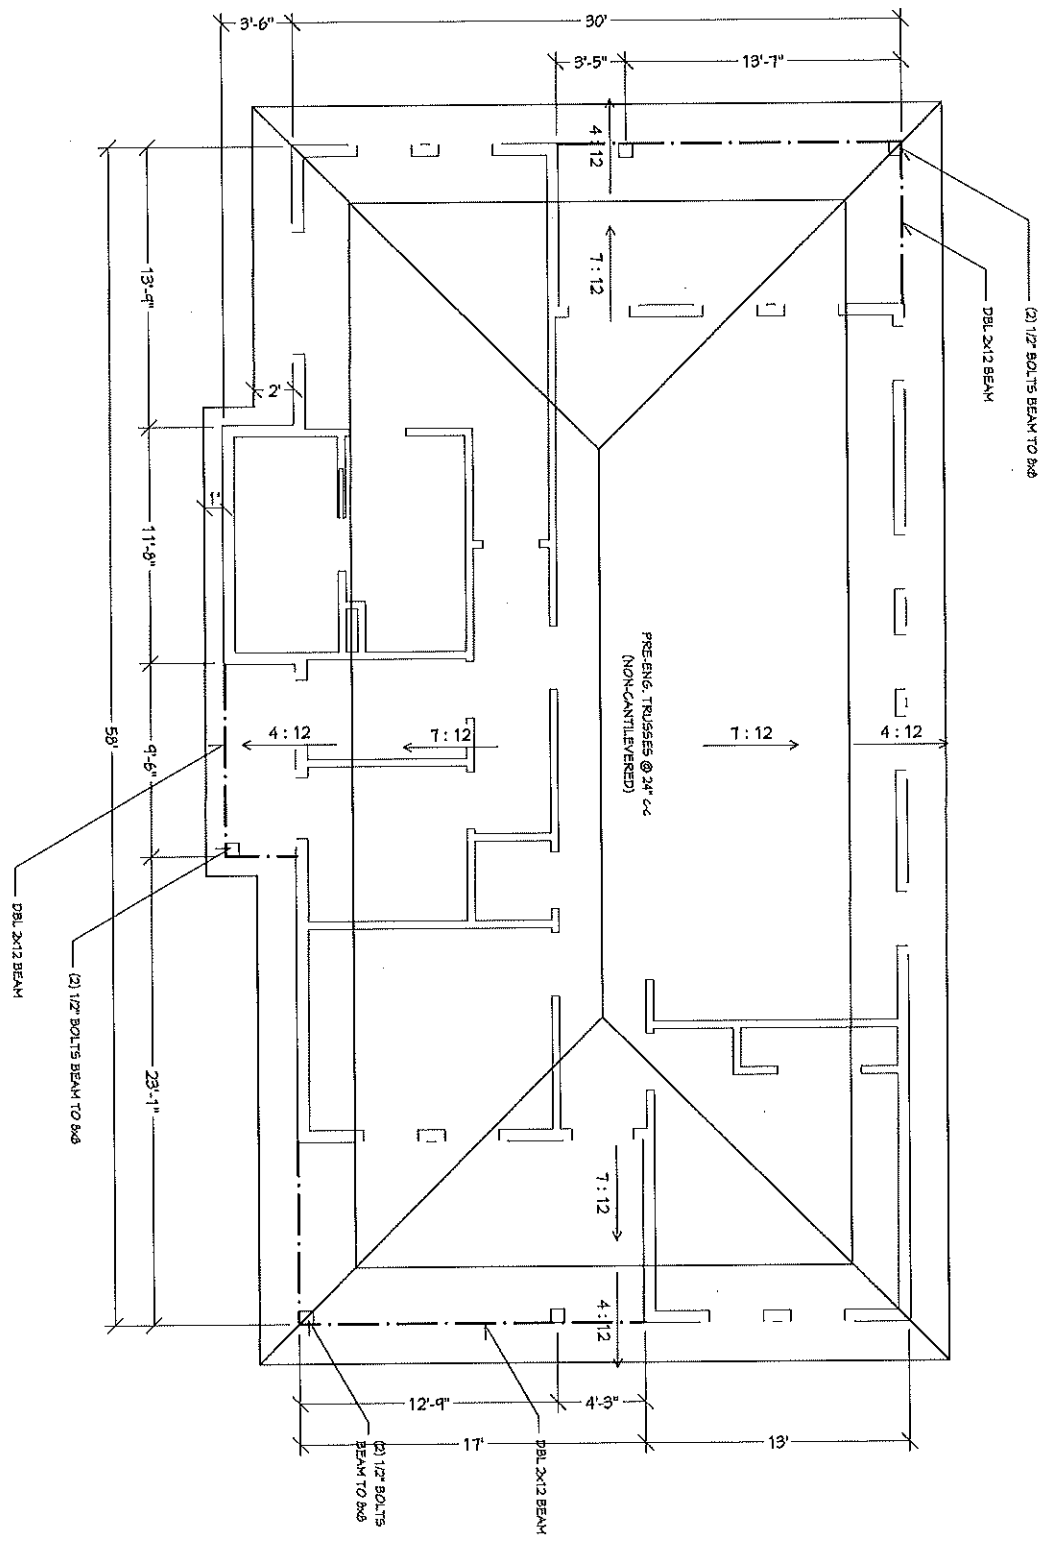 3'-6"
30'
3'-5"
13'-7"
4:12
7:12
(2) 1/2" BOLTS BEAM TO 8x8
DBL 2x12 BEAM
13'-9"
2'
1'
11'-8"
58'
9'-6"
23'-1"
PRE-ENG. TRUSSES @ 24" C-C
(NON-CANTILEVERED)
4:12
7:12
7:12
4:12
DBL 2x12 BEAM
(2) 1/2" BOLTS BEAM TO 8x8
7:12
4:12
12'-9"
4'-3"
17'
13'
(2) 1/2" BOLTS
BEAM TO 8x8
DBL 2x12 BEAM